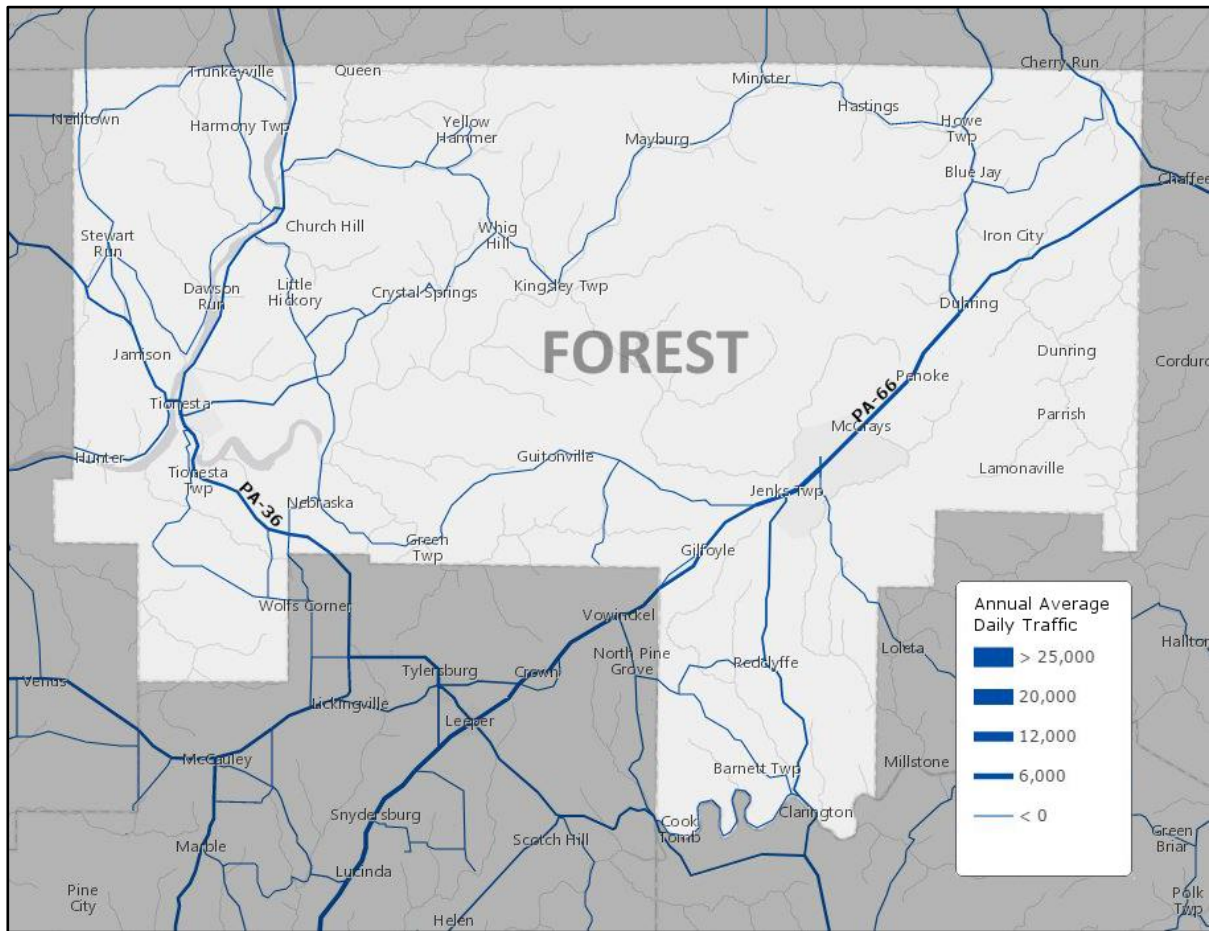 Trunkeyville
Queen
Minister
Cherry Run
Neilltown
Harmony Twp
Yellow
Hammer
Mayburg
Hastings
Howe
Twp
Blue Jay
Chaffee
Stewart
Run
Church Hill
Whig
Hill
Iron City
Dawson
Run
Little
Hickory
Crystal Springs
Kingsley Twp
Duhring
Jamison
FOREST
Dunring
Corduro
Penoke
Tionesta
PA-66
McCrays
Parrish
Hunter
Tionesta
Twp
Guitonville
Lamonaville
PA-36
Nebraska
Jenks Twp
Green
Twp
Gilfoyle
Wolfs Corner
Vowinckel
North Pine
Grove
Redclyffe
Loleta
Hallton
Venus
Tylersburg
Crown
Lickingville
Leeper
McCauley
Barnett Twp
Millstone
Snydersburg
Clarington
Cook
Tomb
Scotch Hill
Marble
Green
Briar
Lucinda
Pine
City
Helen
Polk
Twp
Annual Average
Daily Traffic
> 25,000
20,000
12,000
6,000
< 0